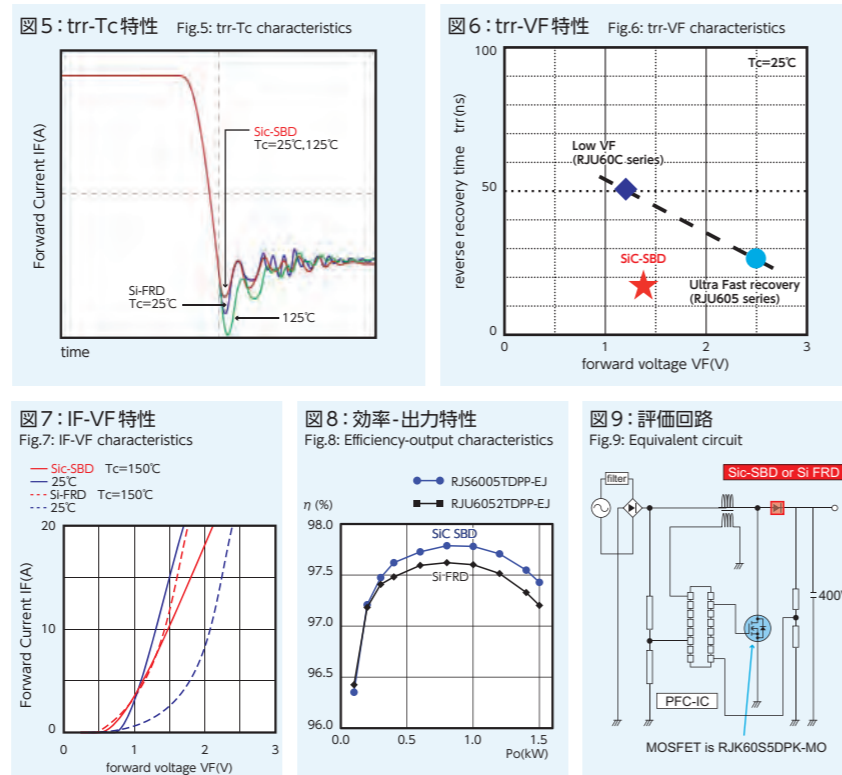 図5：trr-Tc特性 Fig.5: trr-Tc characteristics
Forward Current IF(A)
Sic-SBD
Tc=25℃,125℃
Si-FRD
Tc=25℃
125℃
time
図6：trr-VF特性 Fig.6: trr-VF characteristics
100
Tc=25℃
reverse recovery time trr(ns)
Low VF
(RJU60C series)
50
SiC-SBD
Ultra Fast recovery
(RJU605 series)
0
0 1 2 3
forward voltage VF(V)
図7：IF-VF特性
Fig.7: IF-VF characteristics
Sic-SBD Tc=150℃
25℃
Si-FRD Tc=150℃
25℃
20
Forward Current IF(A)
10
0
0 1 2 3
forward voltage VF(V)
図8：効率-出力特性
Fig.8: Efficiency-output characteristics
RJS6005TDPP-EJ
RJU6052TDPP-EJ
η (%)
98.0
SiC SBD
97.5
Si-FRD
97.0
96.5
96.0
0.0 0.5 1.0 1.5
Po(kW)
図9：評価回路
Fig.9: Equivalent circuit
Sic-SBD or Si FRD
filter
PFC-IC
MOSFET is RJK60S5DPK-MO